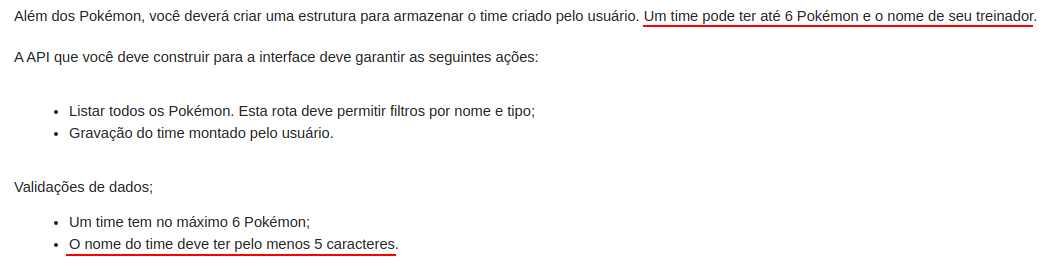 Além dos Pokémon, você deverá criar uma estrutura para armazenar o time criado pelo usuário. Um time pode ter até 6 Pokémon e o nome de seu treinador.
A API que você deve construir para a interface deve garantir as seguintes ações:
• Listar todos os Pokémon. Esta rota deve permitir filtros por nome e tipo;
• Gravação do time montado pelo usuário.
Validações de dados;
• Um time tem no máximo 6 Pokémon;
• O nome do time deve ter pelo menos 5 caracteres.